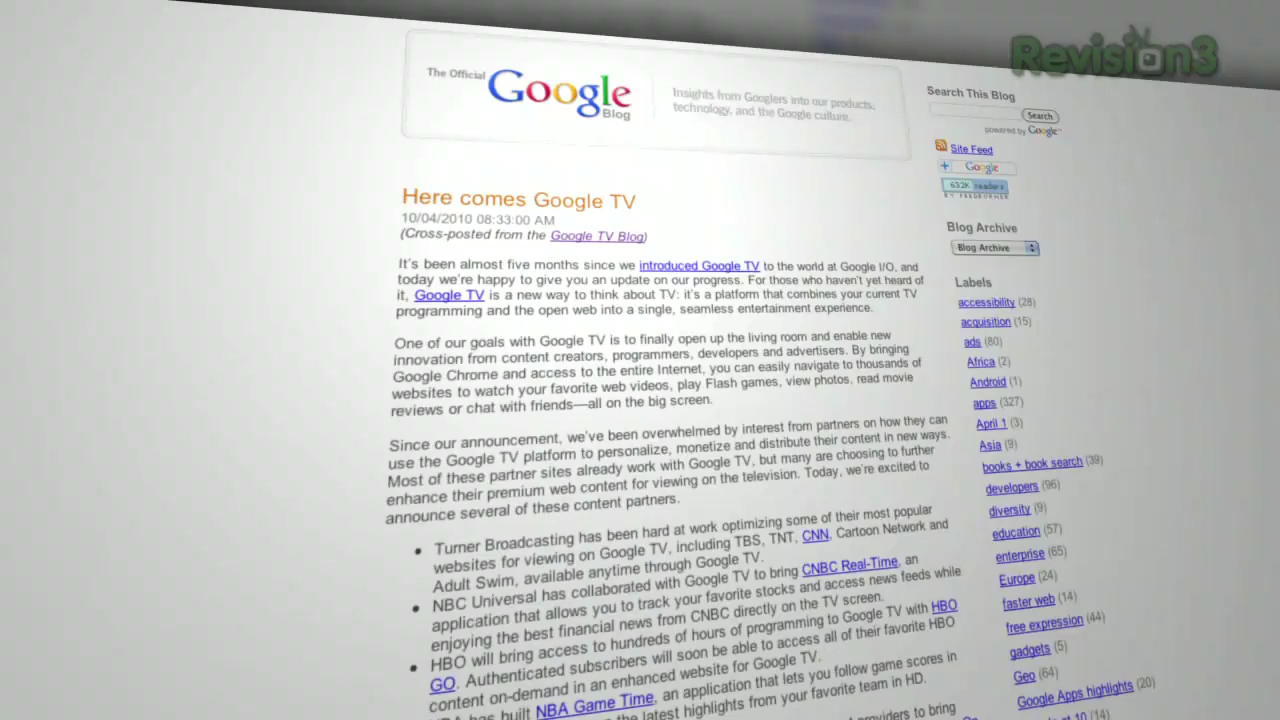 Revision3
The Official Google Blog
Insights from Googlers into our products,
technology, and the Google culture.
Search This Blog
Search
powered by Google™
Site Feed
+ Google
632K readers
BY FEEDBURNER
Here comes Google TV
10/04/2010 08:33:00 AM
(Cross-posted from the Google TV Blog)
It's been almost five months since we introduced Google TV to the world at Google I/O, and
today we're happy to give you an update on our progress. For those who haven't yet heard of
it, Google TV is a new way to think about TV: it's a platform that combines your current TV
programming and the open web into a single, seamless entertainment experience.
One of our goals with Google TV is to finally open up the living room and enable new
innovation from content creators, programmers, developers and advertisers. By bringing
Google Chrome and access to the entire Internet, you can easily navigate to thousands of
websites to watch your favorite web videos, play Flash games, view photos, read movie
reviews or chat with friends—all on the big screen.
Since our announcement, we've been overwhelmed by interest from partners on how they can
use the Google TV platform to personalize, monetize and distribute their content in new ways.
Most of these partner sites already work with Google TV, but many are choosing to further
enhance their premium web content for viewing on the television. Today, we're excited to
announce several of these content partners.
• Turner Broadcasting has been hard at work optimizing some of their most popular
websites for viewing on Google TV, including TBS, TNT, CNN, Cartoon Network and
Adult Swim, available anytime through Google TV.
• NBC Universal has collaborated with Google TV to bring CNBC Real-Time, an
application that allows you to track your favorite stocks and access news feeds while
enjoying the best financial news from CNBC directly on the TV screen.
• HBO will bring access to hundreds of hours of programming to Google TV with HBO
GO. Authenticated subscribers will soon be able to access all of their favorite HBO
content on-demand in an enhanced website for Google TV.
has built NBA Game Time, an application that lets you follow game scores in
the latest highlights from your favorite team in HD.
providers to bring
Blog Archive
Blog Archive
Labels
accessibility (28)
acquisition (15)
ads (80)
Africa (2)
Android (1)
apps (327)
April 1 (3)
Asia (9)
books + book search (39)
developers (96)
diversity (9)
education (57)
enterprise (65)
Europe (24)
faster web (14)
free expression (44)
gadgets (5)
Geo (64)
Google Apps highlights (20)
at 10 (14)